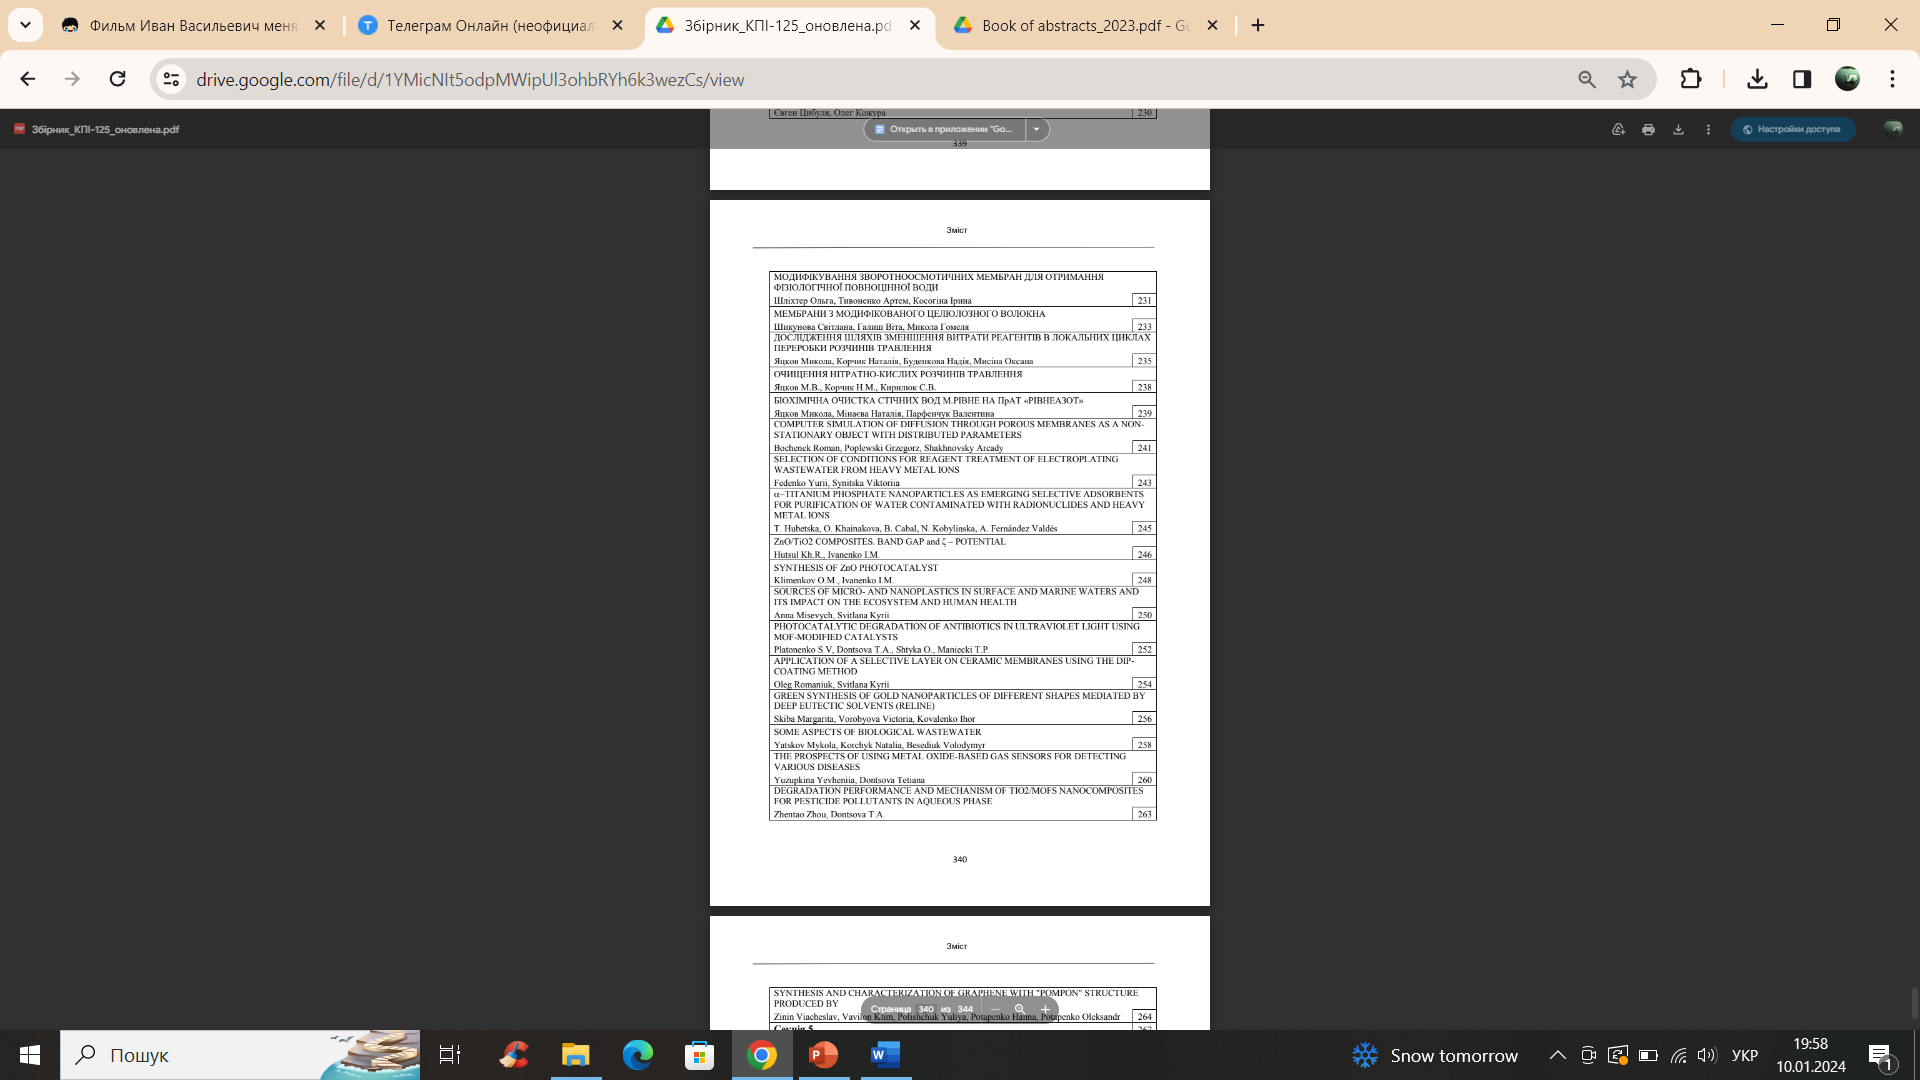 Фильм Иван Васильевич меня
Телеграм Онлайн (неофициал
Збірник_КПІ-125_оновлена.pd
Book of abstracts_2023.pdf - Go
drive.google.com/file/d/1YMicNIt5odpMWipUl3ohbRYh6k3wezCs/view
Збірник_КПІ-125_оновлена.pdf
Открыть в приложении "Go...
Настройки доступа
Євген Цибуля, Олег Кожура 230
339
Зміст
МОДИФІКУВАННЯ ЗВОРОТНООСМОТИЧНИХ МЕМБРАН ДЛЯ ОТРИМАННЯ
ФІЗІОЛОГІЧНОЇ ПОВНОЦІННОЇ ВОДИ
Шліхтер Ольга, Тивоненко Артем, Косогіна Ірина 231
МЕМБРАНИ З МОДИФІКОВАНОГО ЦЕЛЮЛОЗНОГО ВОЛОКНА
Шикунова Світлана, Галиш Віта, Микола Гомеля 233
ДОСЛІДЖЕННЯ ШЛЯХІВ ЗМЕНШЕННЯ ВИТРАТИ РЕАГЕНТІВ В ЛОКАЛЬНИХ ЦИКЛАХ
ПЕРЕРОБКИ РОЗЧИНІВ ТРАВЛЕННЯ
Яцков Микола, Корчик Наталія, Буденкова Надія, Мисіна Оксана 235
ОЧИЩЕННЯ НІТРАТНО-КИСЛИХ РОЗЧИНІВ ТРАВЛЕННЯ
Яцков М.В., Корчик Н.М., Кирилюк С.В. 238
БІОХІМІЧНА ОЧИСТКА СТІЧНИХ ВОД М.РІВНЕ НА ПрАТ «РІВНЕАЗОТ»
Яцков Микола, Мінаєва Наталія, Парфенчук Валентина 239
COMPUTER SIMULATION OF DIFFUSION THROUGH POROUS MEMBRANES AS A NON-
STATIONARY OBJECT WITH DISTRIBUTED PARAMETERS
Bochenek Roman, Poplewski Grzegorz, Shakhnovsky Arcady 241
SELECTION OF CONDITIONS FOR REAGENT TREATMENT OF ELECTROPLATING
WASTEWATER FROM HEAVY METAL IONS
Fedenko Yurii, Synitska Viktoriia 243
α–TITANIUM PHOSPHATE NANOPARTICLES AS EMERGING SELECTIVE ADSORBENTS
FOR PURIFICATION OF WATER CONTAMINATED WITH RADIONUCLIDES AND HEAVY
METAL IONS
T. Hubetska, O. Khainakova, B. Cabal, N. Kobylinska, A. Fernández Valdés 245
ZnO/TiO2 COMPOSITES. BAND GAP and ζ – POTENTIAL
Hutsul Kh.R., Ivanenko I.M. 246
SYNTHESIS OF ZnO PHOTOCATALYST
Klimenkov O.M., Ivanenko I.M. 248
SOURCES OF MICRO- AND NANOPLASTICS IN SURFACE AND MARINE WATERS AND
ITS IMPACT ON THE ECOSYSTEM AND HUMAN HEALTH
Anna Misevych, Svitlana Kyrii 250
PHOTOCATALYTIC DEGRADATION OF ANTIBIOTICS IN ULTRAVIOLET LIGHT USING
MOF-MODIFIED CATALYSTS
Platonenko S.V, Dontsova T.A., Shtyka O., Maniecki T.P. 252
APPLICATION OF A SELECTIVE LAYER ON CERAMIC MEMBRANES USING THE DIP-
COATING METHOD
Oleg Romaniuk, Svitlana Kyrii 254
GREEN SYNTHESIS OF GOLD NANOPARTICLES OF DIFFERENT SHAPES MEDIATED BY
DEEP EUTECTIC SOLVENTS (RELINE)
Skiba Margarita, Vorobyova Victoria, Kovalenko Ihor 256
SOME ASPECTS OF BIOLOGICAL WASTEWATER
Yatskov Mykola, Korchyk Natalia, Besediuk Volodymyr 258
THE PROSPECTS OF USING METAL OXIDE-BASED GAS SENSORS FOR DETECTING
VARIOUS DISEASES
Yuzupkina Yevheniia, Dontsova Tetiana 260
DEGRADATION PERFORMANCE AND MECHANISM OF TIO2/MOFS NANOCOMPOSITES
FOR PESTICIDE POLLUTANTS IN AQUEOUS PHASE
Zhentao Zhou, Dontsova T.A. 263
340
Зміст
SYNTHESIS AND CHARACTERIZATION OF GRAPHENE WITH "POMPON" STRUCTURE
PRODUCED BY
Zinin Viacheslav, Vavilon Klim, Polishchuk Yuliya, Potapenko Hanna, Potapenko Oleksandr 264
Секція 5 267
Страница 340 из 344
Пошук
Snow tomorrow
УКР
19:58
10.01.2024
1